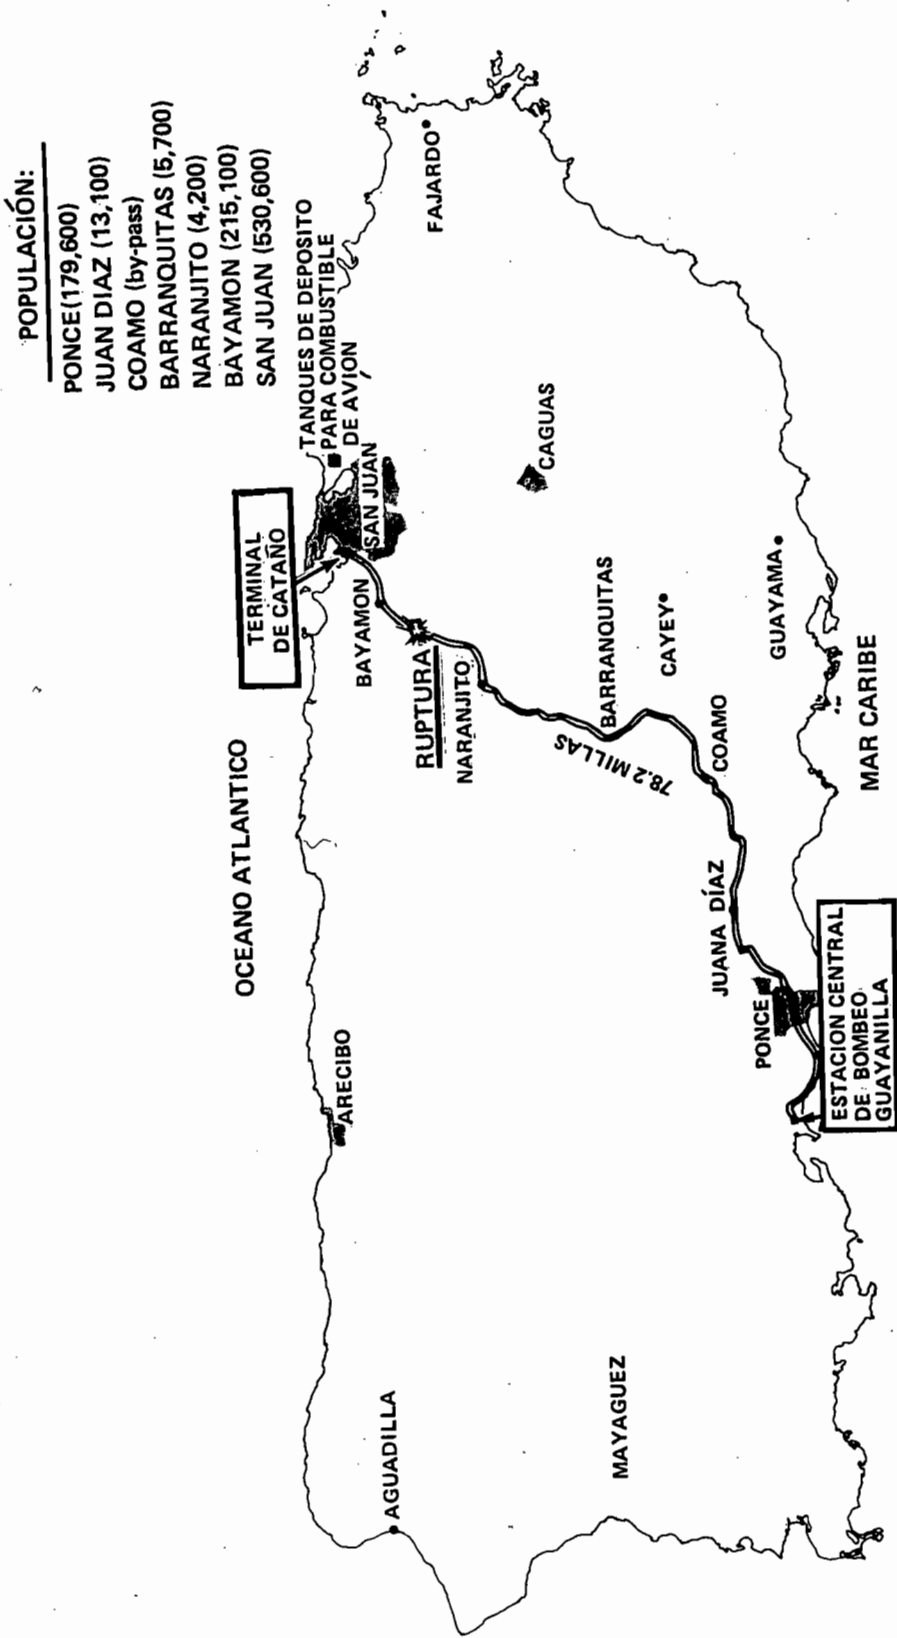 POPULACIÓN:
PONCE(179,600)
JUAN DIAZ (13,100)
COAMO (by-pass)
BARRANQUITAS (5,700)
NARANJITO (4,200)
BAYAMON (215,100)
SAN JUAN (530,600)
TANQUES DE DEPOSITO
PARA COMBUSTIBLE
DE AVIÓN
TERMINAL
DE CATAÑO
OCEANO ATLANTICO
SAN JUAN
BAYAMON
FAJARDO
RUPTURA
NARANJITO
ARECIBO
AGUADILLA
CAGUAS
BARRANQUITAS
78.2 MILLAS
CAYEY
MAYAGUEZ
COAMO
JUANA DÍAZ
PONCE
GUAYAMA
ESTACION CENTRAL
DE BOMBEO
GUAYANILLA
MAR CARIBE